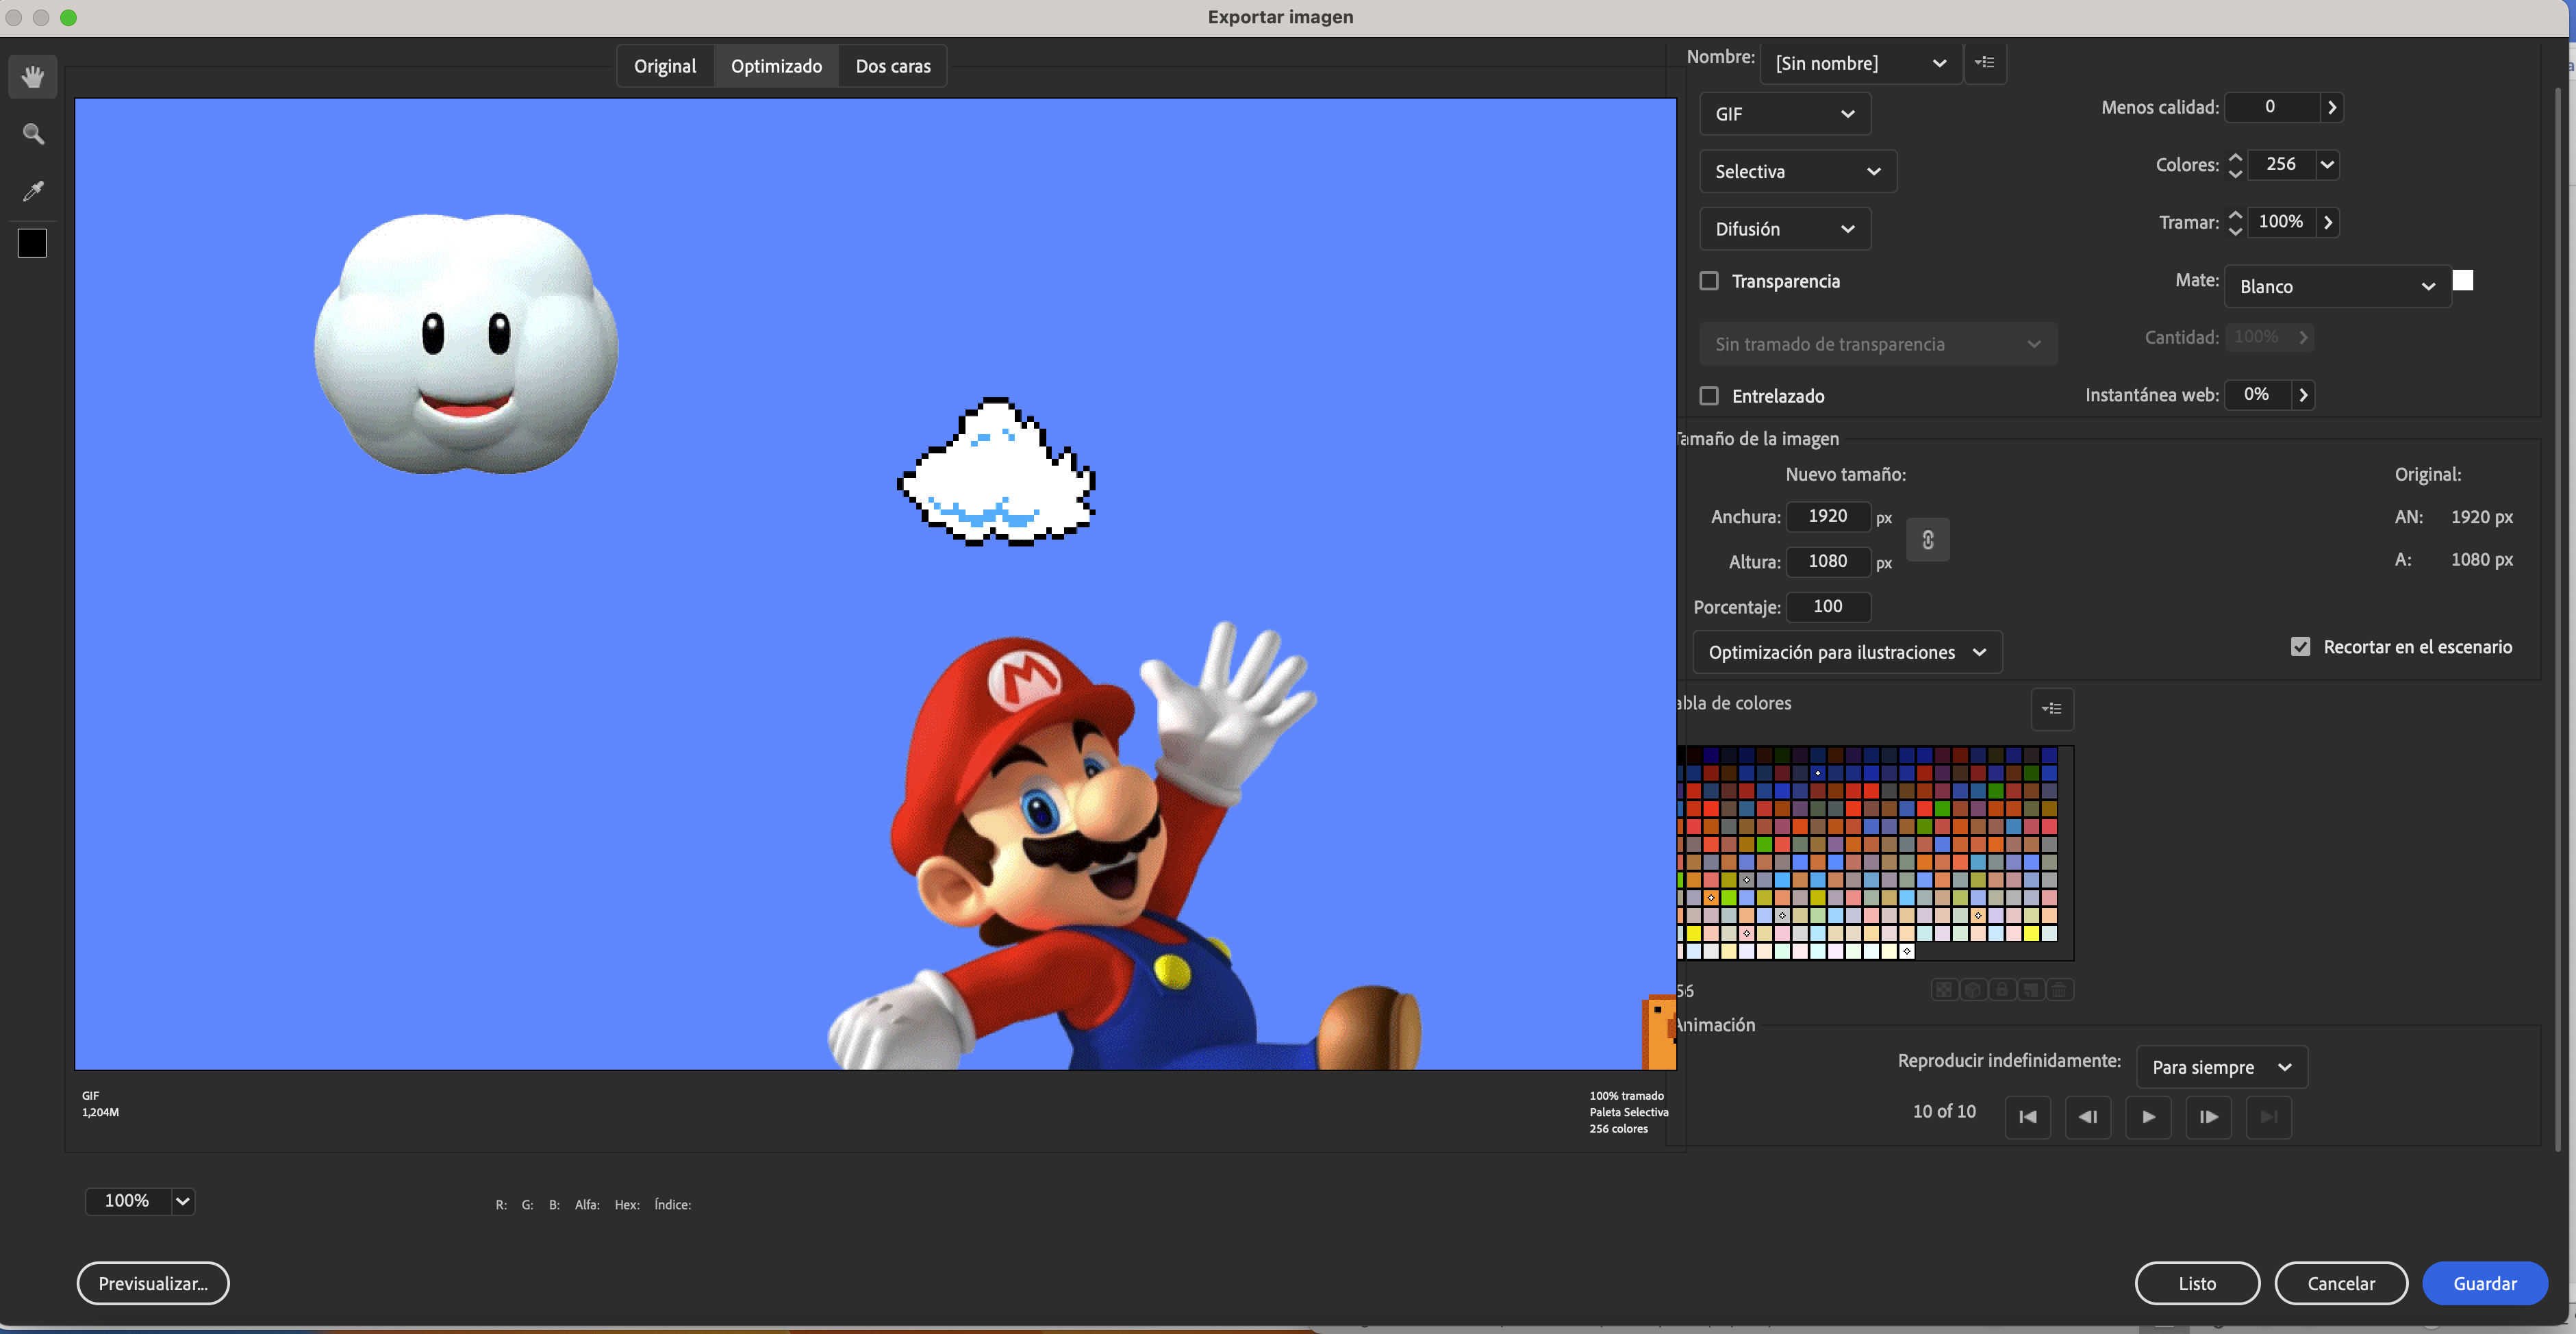 Exportar imagen
Original
Optimizado
Dos caras
Nombre:
[Sin nombre]
GIF
Menos calidad:
0
Selectiva
Colores:
256
Difusión
Tramar:
100%
Transparencia
Mate:
Blanco
Sin tramado de transparencia
Cantidad:
100%
Entrelazado
Instantánea web:
0%
Tamaño de la imagen
Nuevo tamaño:
Original:
Anchura:
1920
px
AN:
1920 px
Altura:
1080
px
A:
1080 px
Porcentaje:
100
Optimización para ilustraciones
Recortar en el escenario
abla de colores
M
56
Animación
Reproducir indefinidamente:
Para siempre
10 of 10
GIF
1,204M
100% tramado
Paleta Selectiva
256 colores
100%
R:
G:
B:
Alfa:
Hex:
Índice:
Previsualizar...
Listo
Cancelar
Guardar